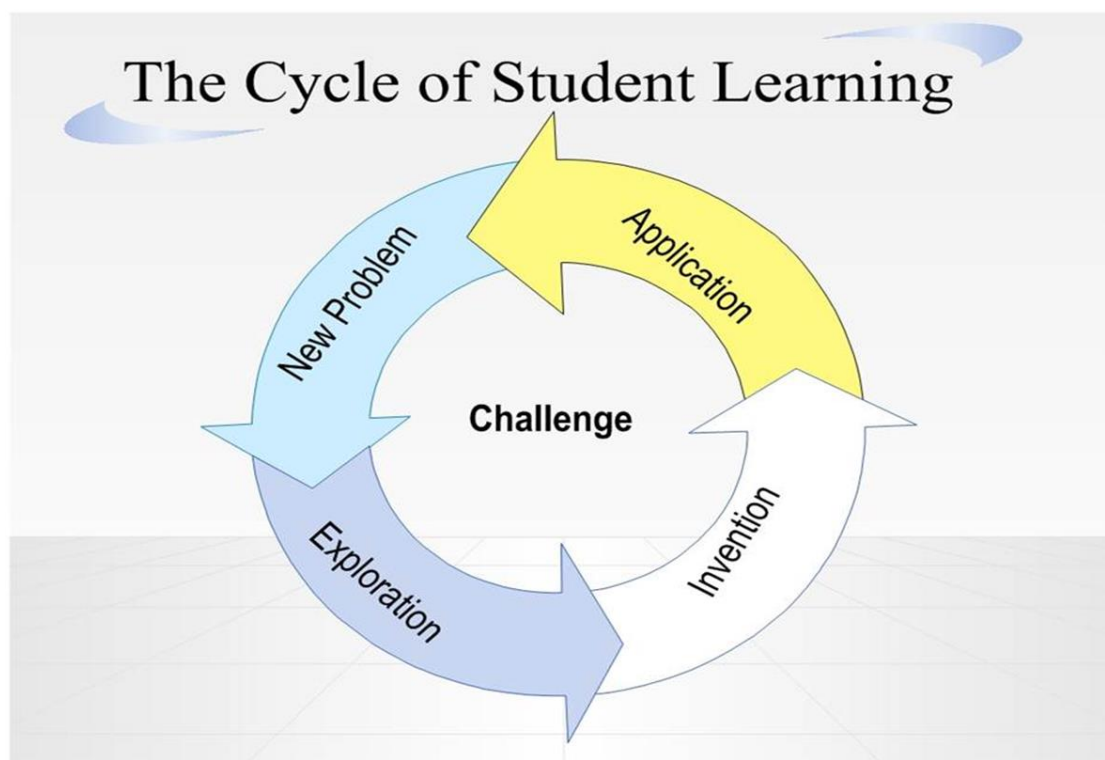 The Cycle of Student Learning
New Problem
Application
Challenge
Exploration
Invention